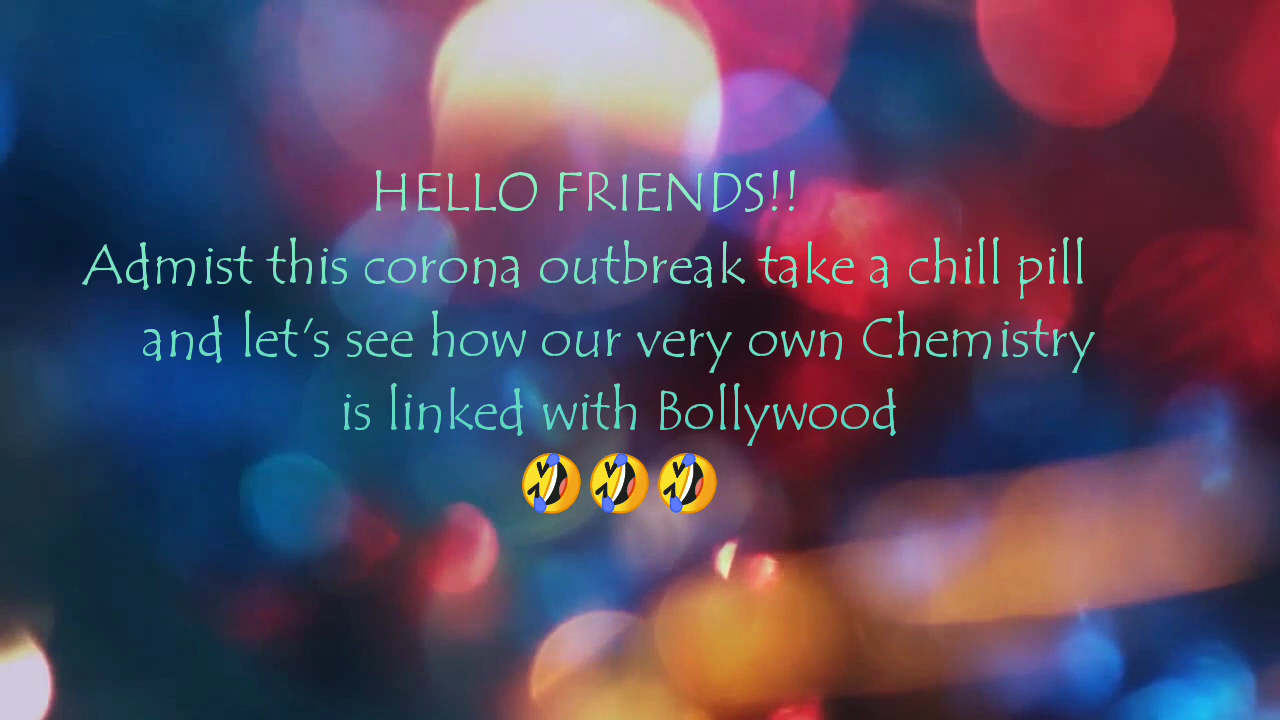 HELLO FRIENDS!!
Admist this corona outbreak take a chill pill
and let's see how our very own Chemistry
is linked with Bollywood
🤣🤣🤣